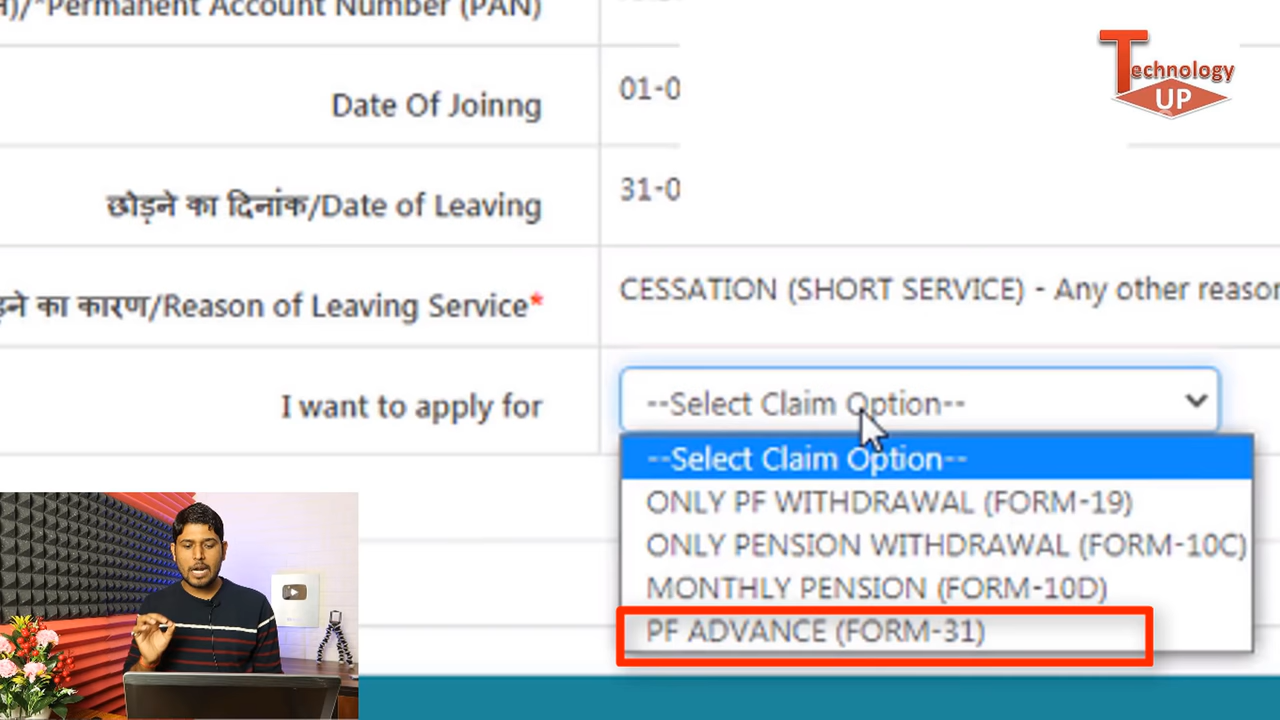 *Permanent Account Number (PAN)
Technology
UP
Date Of Joinng
01-0
छोड़ने का दिनांक/Date of Leaving
31-0
का कारण/Reason of Leaving Service*
CESSATION (SHORT SERVICE) - Any other reason
I want to apply for
--Select Claim Option--
--Select Claim Option--
ONLY PF WITHDRAWAL (FORM-19)
ONLY PENSION WITHDRAWAL (FORM-10C)
MONTHLY PENSION (FORM-10D)
PF ADVANCE (FORM-31)